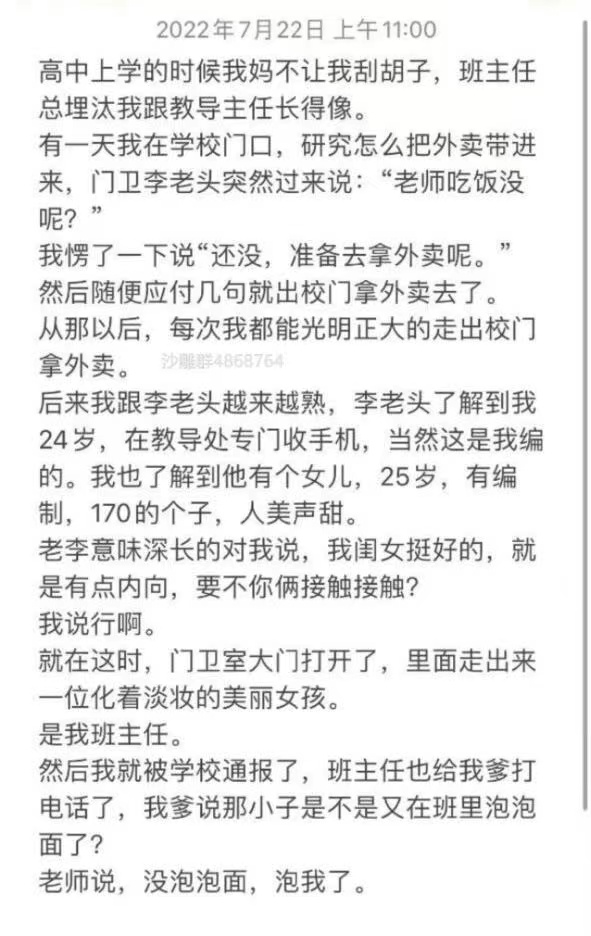 2022年7月22日 上午11:00
高中上学的时候我妈不让我刮胡子，班主任
总埋汰我跟教导主任长得像。
有一天我在学校门口，研究怎么把外卖带进
来，门卫李老头突然过来说：“老师吃饭没
呢？”
我愣了一下说“还没，准备去拿外卖呢。”
然后随便应付几句就出校门拿外卖去了。
从那以后，每次我都能光明正大的走出校门
拿外卖。
沙雕群4868764
后来我跟李老头越来越熟，李老头了解到我
24岁，在教导处专门收手机，当然这是我编
的。我也了解到他有个女儿，25岁，有编
制，170的个子，人美声甜。
老李意味深长的对我说，我闺女挺好的，就
是有点内向，要不你俩接触接触？
我说行啊。
就在这时，门卫室大门打开了，里面走出来
一位化着淡妆的美丽女孩。
是我班主任。
然后我就被学校通报了，班主任也给我爹打
电话了，我爹说那小子是不是又在班里泡泡
面了？
老师说，没泡泡面，泡我了。